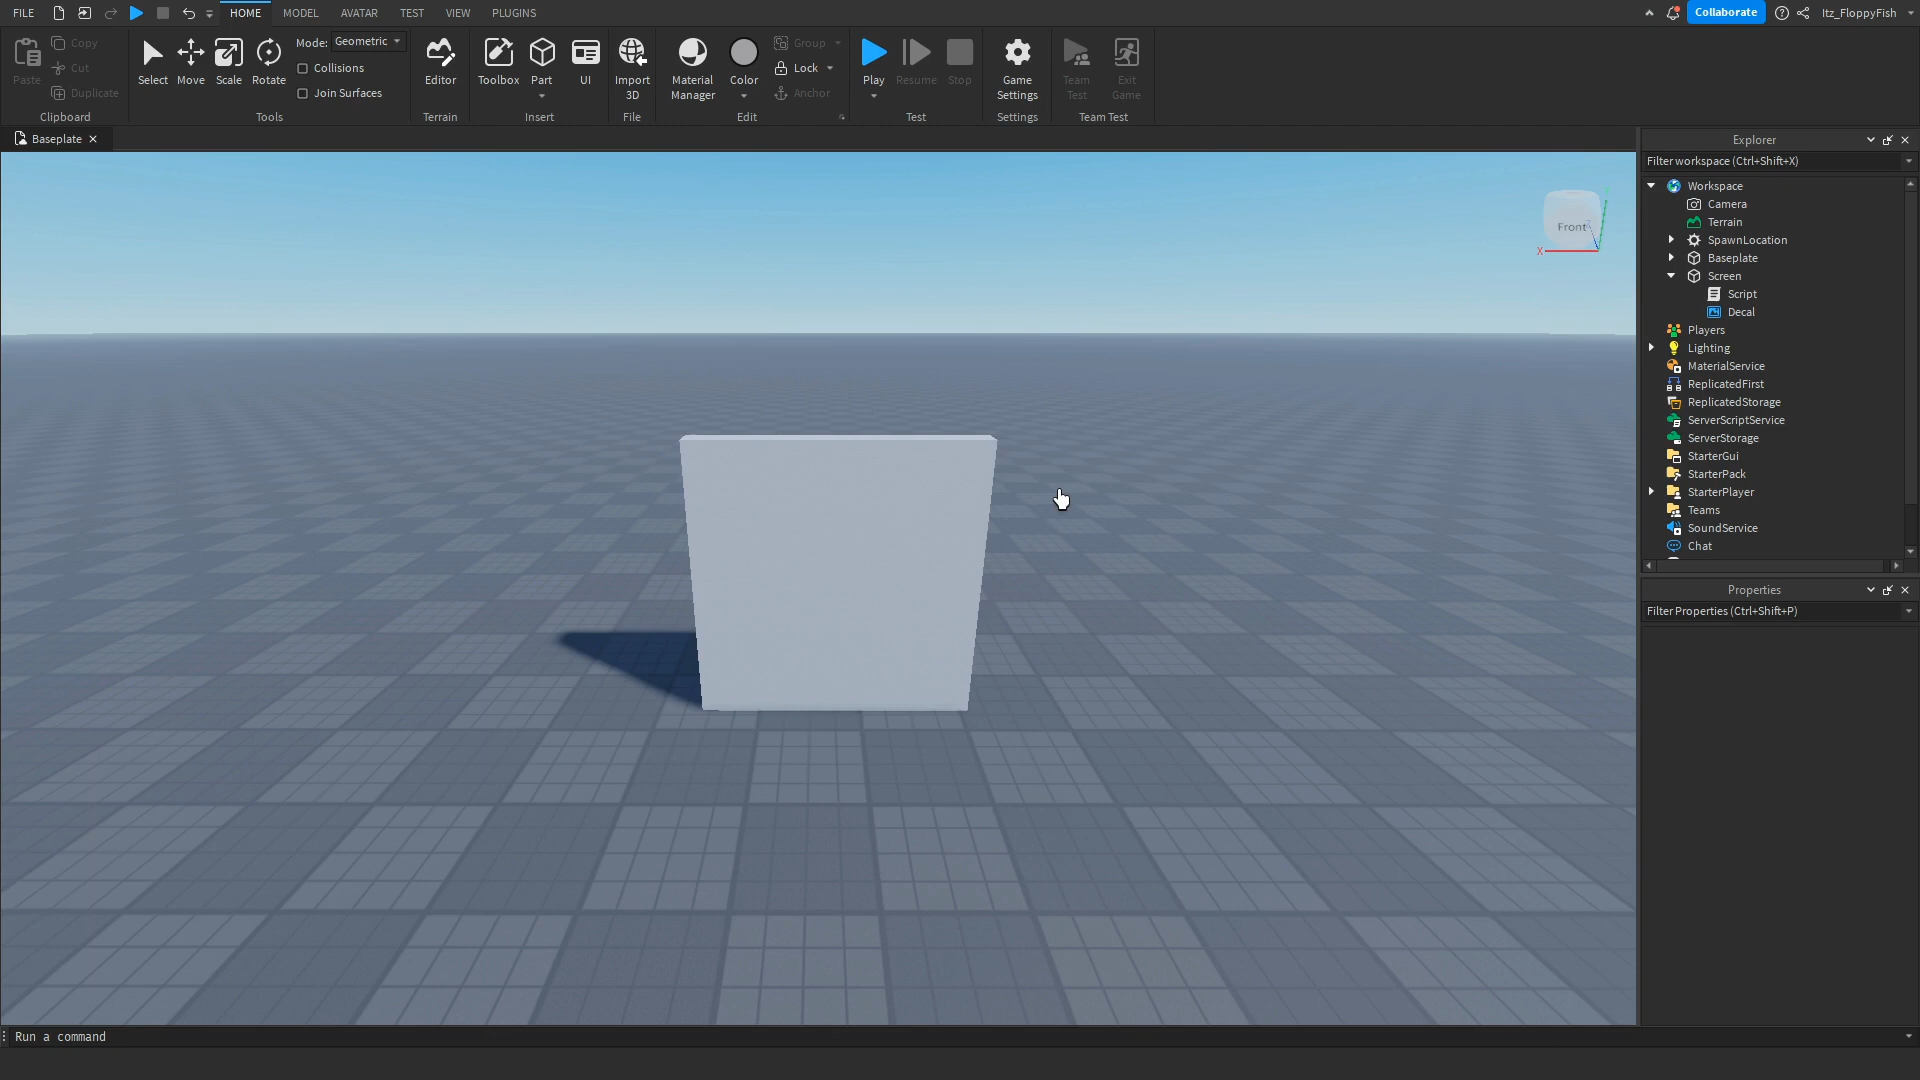 FILE
HOME
MODEL
AVATAR
TEST
VIEW
PLUGINS
Collaborate
Itz_FloppyFish
Paste
Copy
Cut
Duplicate
Clipboard
Select
Move
Scale
Rotate
Mode: Geometric
Collisions
Join Surfaces
Tools
Editor
Terrain
Toolbox
Part
UI
Insert
Import
3D
File
Material
Manager
Color
Group
Lock
Anchor
Edit
Play
Resume
Stop
Test
Game
Settings
Settings
Team
Test
Exit
Game
Team Test
Baseplate
Front
X
Explorer
Filter workspace (Ctrl+Shift+X)
Workspace
Camera
Terrain
SpawnLocation
Baseplate
Screen
Script
Decal
Players
Lighting
MaterialService
ReplicatedFirst
ReplicatedStorage
ServerScriptService
ServerStorage
StarterGui
StarterPack
StarterPlayer
Teams
SoundService
Chat
Properties
Filter Properties (Ctrl+Shift+P)
Run a command